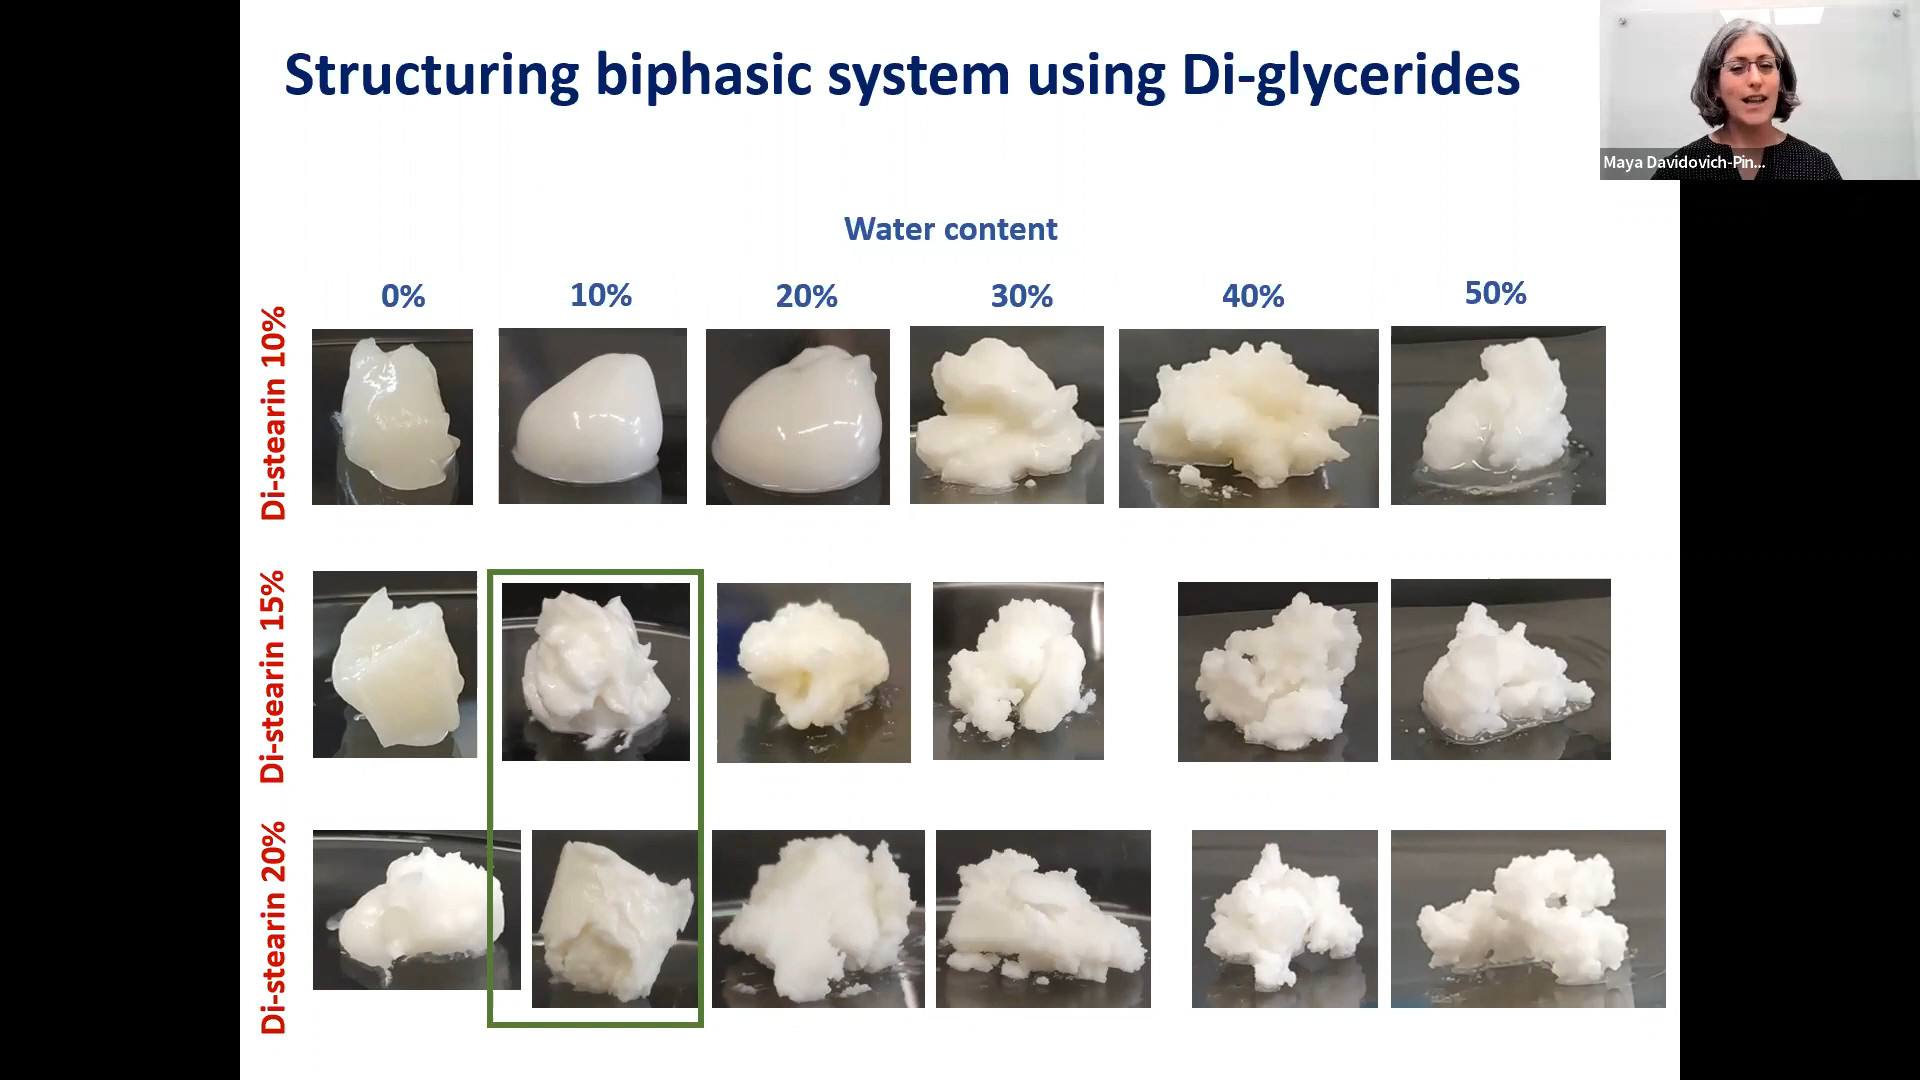 Structuring biphasic system using Di-glycerides
Maya Davidovich-Pin...
Water content
0% 10% 20% 30% 40% 50%
Di-stearin 10%
Di-stearin 15%
Di-stearin 20%